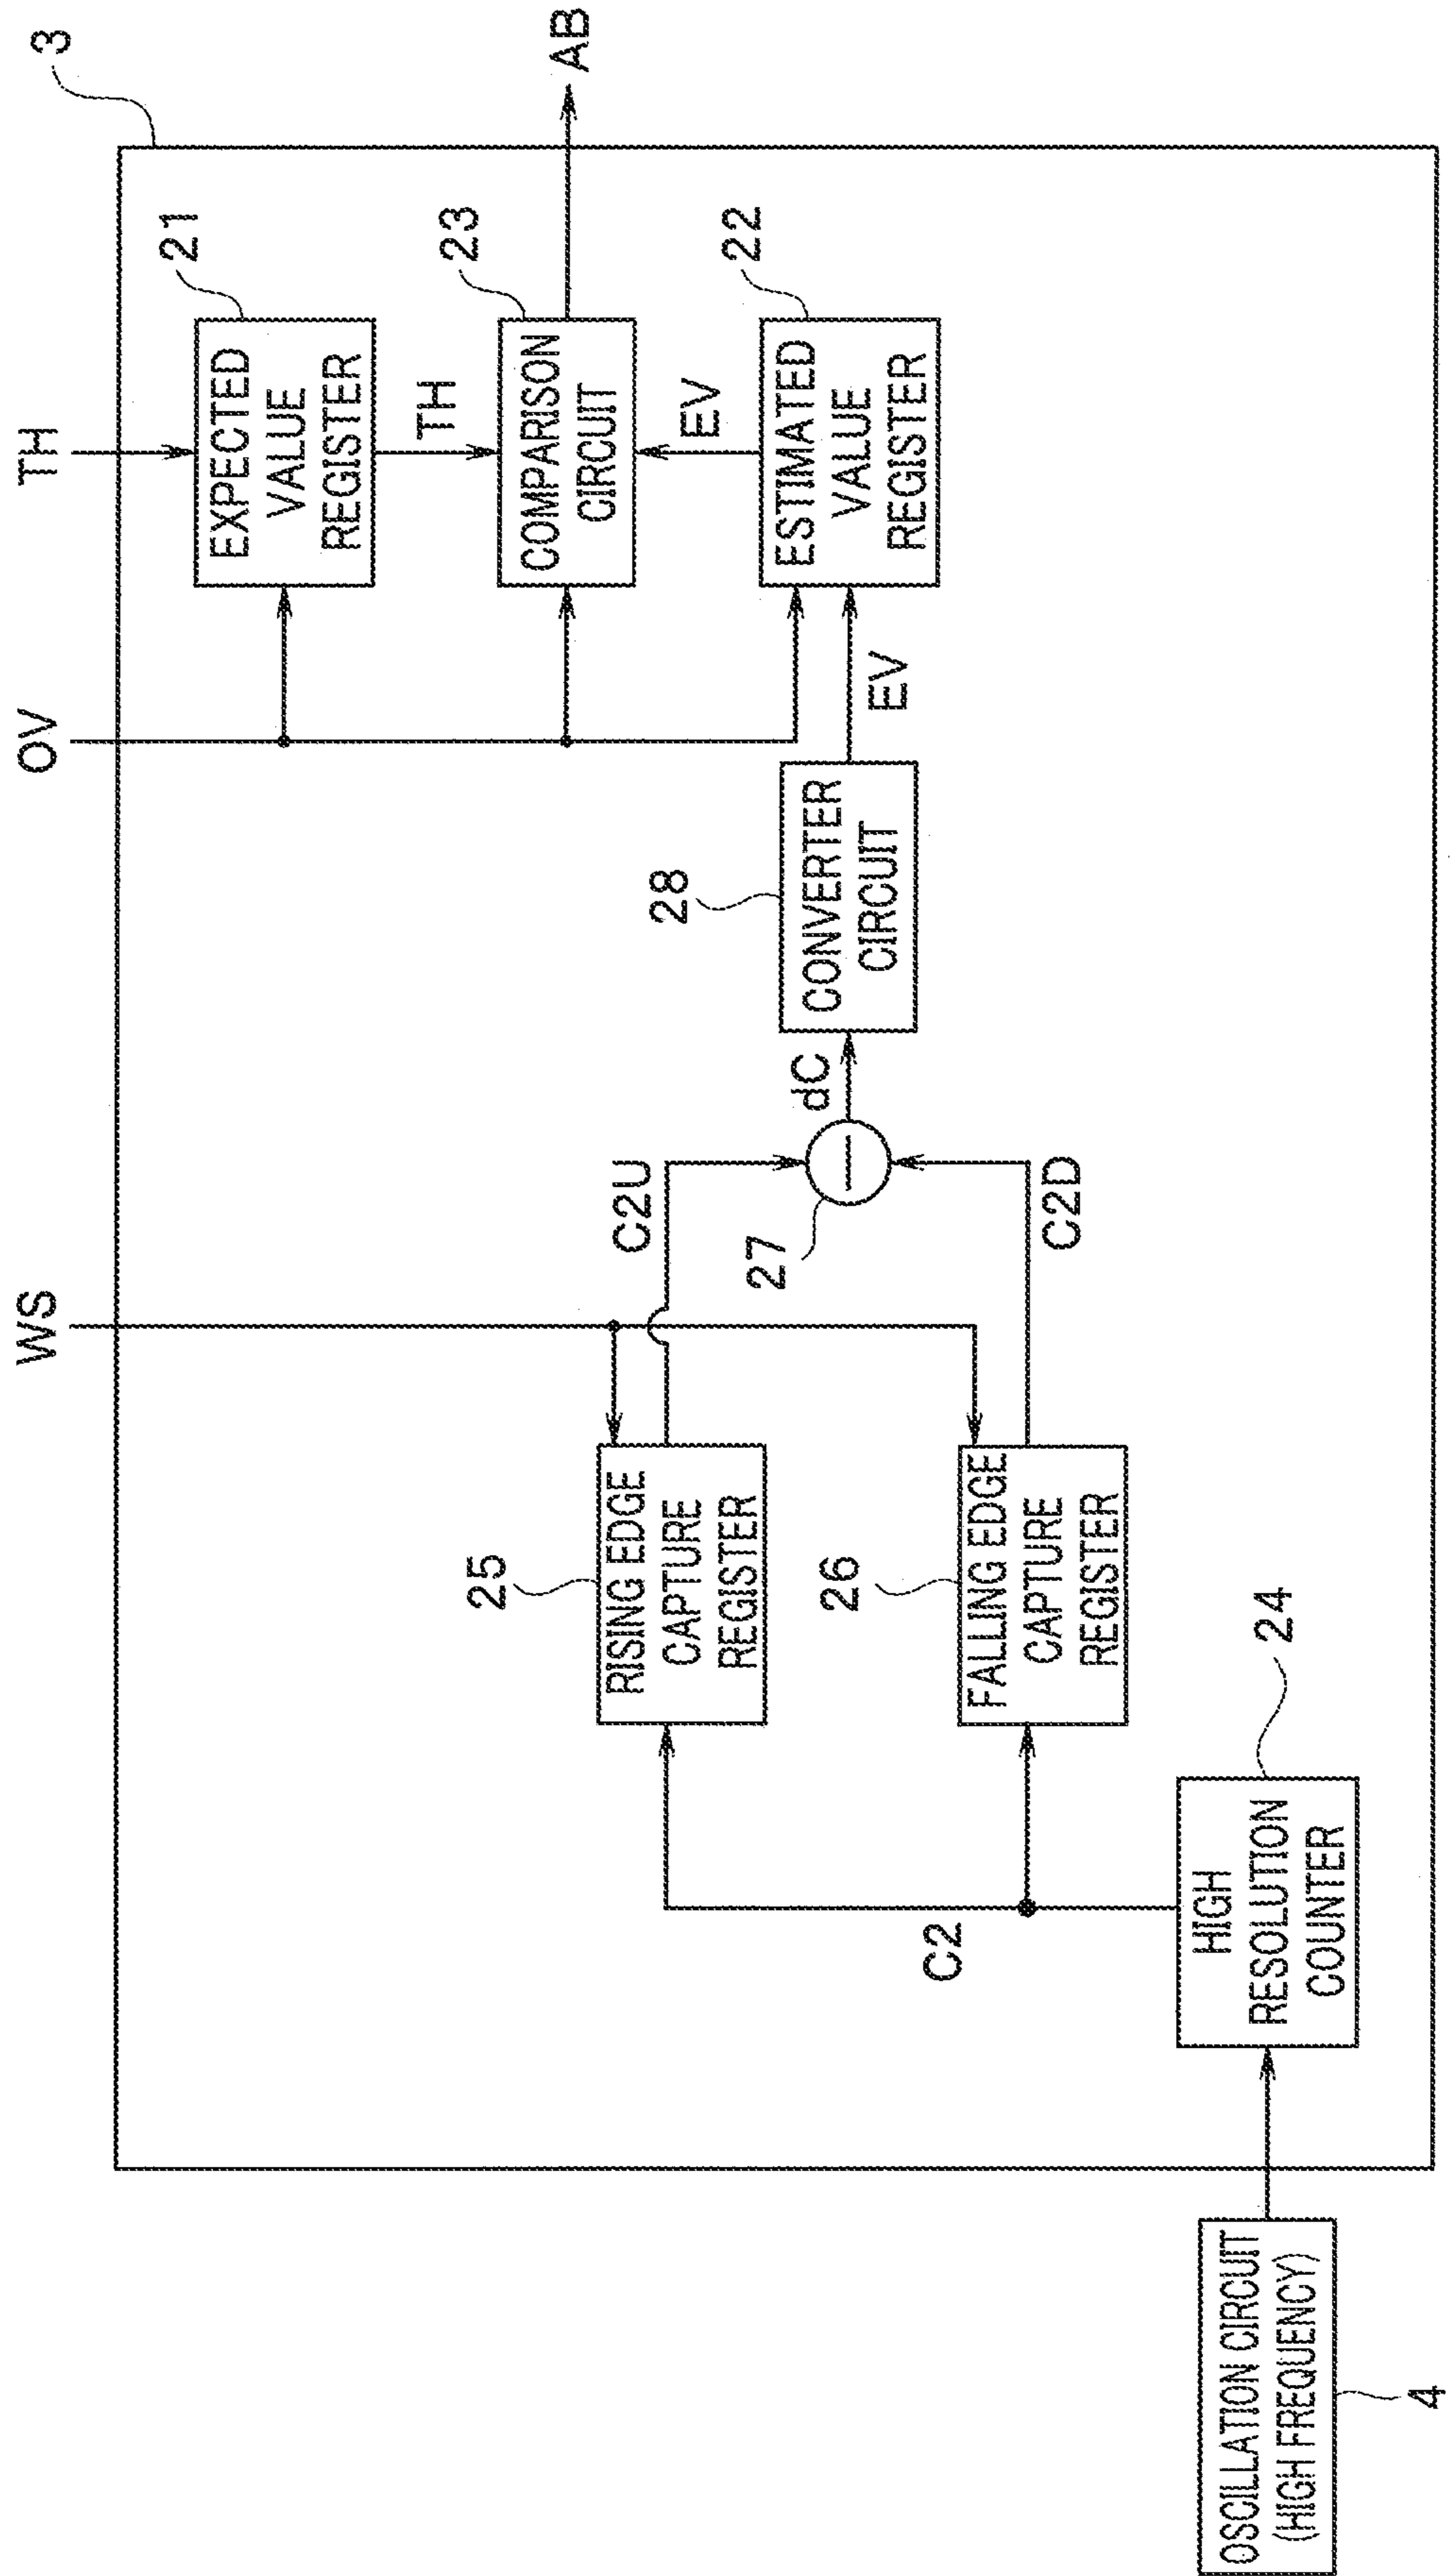 WS
OV
TH
3
21
EXPECTED
VALUE
REGISTER
TH
25
RISING EDGE
CAPTURE
REGISTER
C2U
23
COMPARISON
CIRCUIT
AB
EV
27
dC
28
CONVERTER
CIRCUIT
EV
22
ESTIMATED
VALUE
REGISTER
C2
26
FALLING EDGE
CAPTURE
REGISTER
C2D
OSCILLATION CIRCUIT
(HIGH FREQUENCY)
4
24
HIGH
RESOLUTION
COUNTER